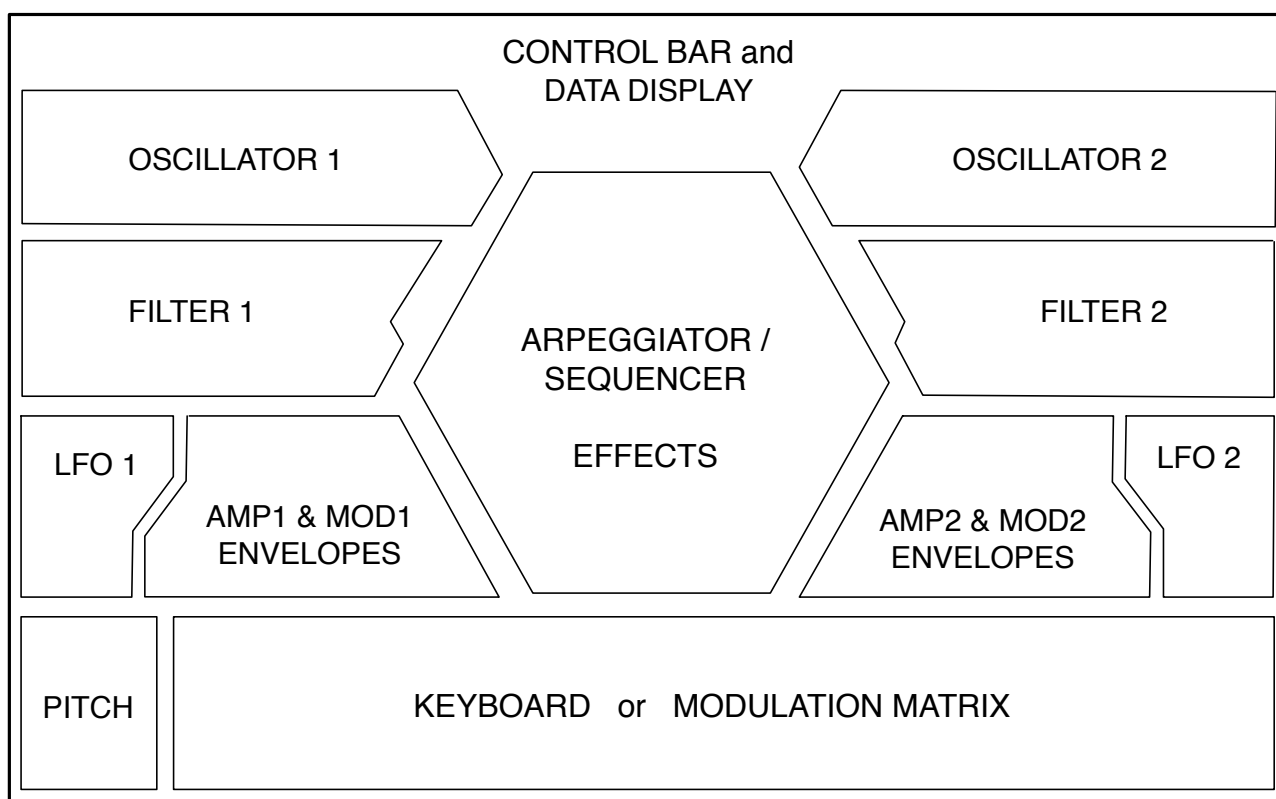 CONTROL BAR and
DATA DISPLAY
OSCILLATOR 1
OSCILLATOR 2
FILTER 1
FILTER 2
ARPEGGIATOR /
SEQUENCER
EFFECTS
LFO 1
AMP1 & MOD1
ENVELOPES
AMP2 & MOD2
ENVELOPES
LFO 2
PITCH
KEYBOARD or MODULATION MATRIX